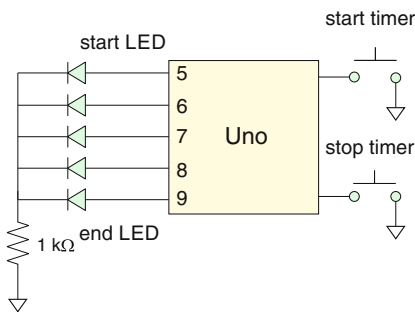 start timer
start LED
5
6
7
8
9
Uno
stop timer
end LED
1 kΩ